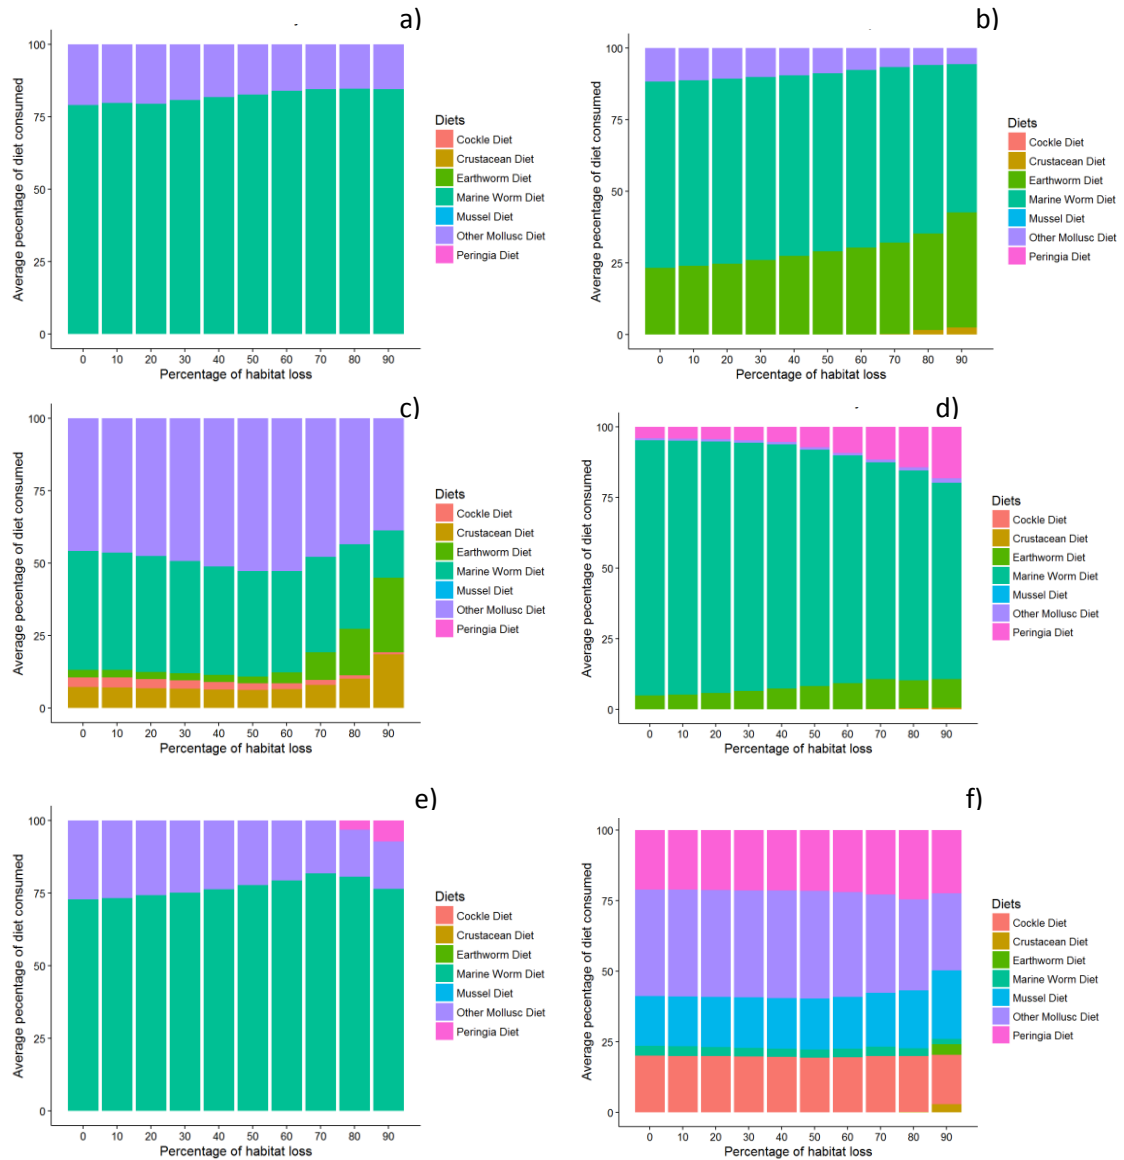 a)
100
75
50
25
0
Average pecentage of diet consumed
0 10 20 30 40 50 60 70 80 90
Percentage of habitat loss
Diets
Cockle Diet
Crustacean Diet
Earthworm Diet
Marine Worm Diet
Mussel Diet
Other Mollusc Diet
Peringia Diet
b)
100
75
50
25
0
Average pecentage of diet consumed
0 10 20 30 40 50 60 70 80 90
Percentage of habitat loss
Diets
Cockle Diet
Crustacean Diet
Earthworm Diet
Marine Worm Diet
Mussel Diet
Other Mollusc Diet
Peringia Diet
c)
100
75
50
25
0
Average pecentage of diet consumed
0 10 20 30 40 50 60 70 80 90
Percentage of habitat loss
Diets
Cockle Diet
Crustacean Diet
Earthworm Diet
Marine Worm Diet
Mussel Diet
Other Mollusc Diet
Peringia Diet
d)
100
75
50
25
0
Average pecentage of diet consumed
0 10 20 30 40 50 60 70 80 90
Percentage of habitat loss
Diets
Cockle Diet
Crustacean Diet
Earthworm Diet
Marine Worm Diet
Mussel Diet
Other Mollusc Diet
Peringia Diet
e)
100
75
50
25
0
Average pecentage of diet consumed
0 10 20 30 40 50 60 70 80 90
Percentage of habitat loss
Diets
Cockle Diet
Crustacean Diet
Earthworm Diet
Marine Worm Diet
Mussel Diet
Other Mollusc Diet
Peringia Diet
f)
100
75
50
25
0
Average pecentage of diet consumed
0 10 20 30 40 50 60 70 80 90
Percentage of habitat loss
Diets
Cockle Diet
Crustacean Diet
Earthworm Diet
Marine Worm Diet
Mussel Diet
Other Mollusc Diet
Peringia Diet